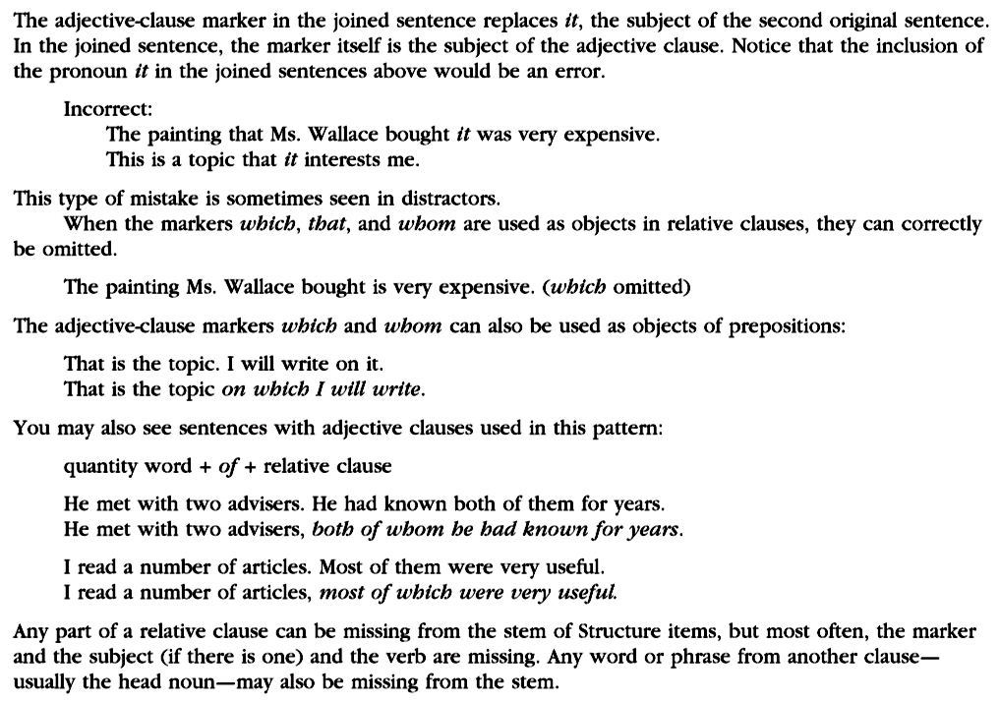 The adjective-clause marker in the joined sentence replaces it, the subject of the second original sentence.
In the joined sentence, the marker itself is the subject of the adjective clause. Notice that the inclusion of
the pronoun it in the joined sentences above would be an error.
Incorrect:
The painting that Ms. Wallace bought it was very expensive.
This is a topic that it interests me.
This type of mistake is sometimes seen in distractors.
When the markers which, that, and whom are used as objects in relative clauses, they can correctly
be omitted.
The painting Ms. Wallace bought is very expensive. (which omitted)
The adjective-clause markers which and whom can also be used as objects of prepositions:
That is the topic. I will write on it.
That is the topic on which I will write.
You may also see sentences with adjective clauses used in this pattern:
quantity word + of + relative clause
He met with two advisers. He had known both of them for years.
He met with two advisers, both of whom he had known for years.
I read a number of articles. Most of them were very useful.
I read a number of articles, most of which were very useful.
Any part of a relative clause can be missing from the stem of Structure items, but most often, the marker
and the subject (if there is one) and the verb are missing. Any word or phrase from another clause—
usually the head noun—may also be missing from the stem.